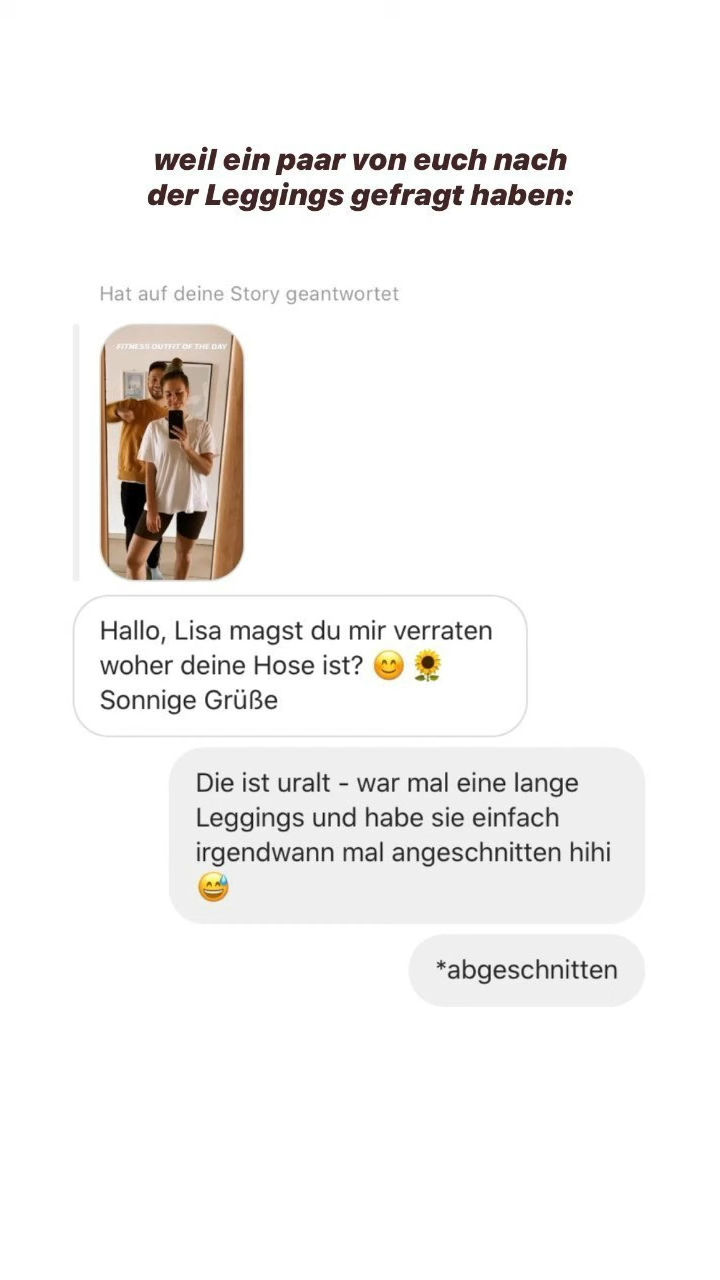 weil ein paar von euch nach
der Leggings gefragt haben:
Hat auf deine Story geantwortet
FITNESS OUTFIT OF THE DAY
Hallo, Lisa magst du mir verraten
woher deine Hose ist? 😊 🌻
Sonnige Grüße
Die ist uralt - war mal eine lange
Leggings und habe sie einfach
irgendwann mal angeschnitten hihi
😅
*abgeschnitten